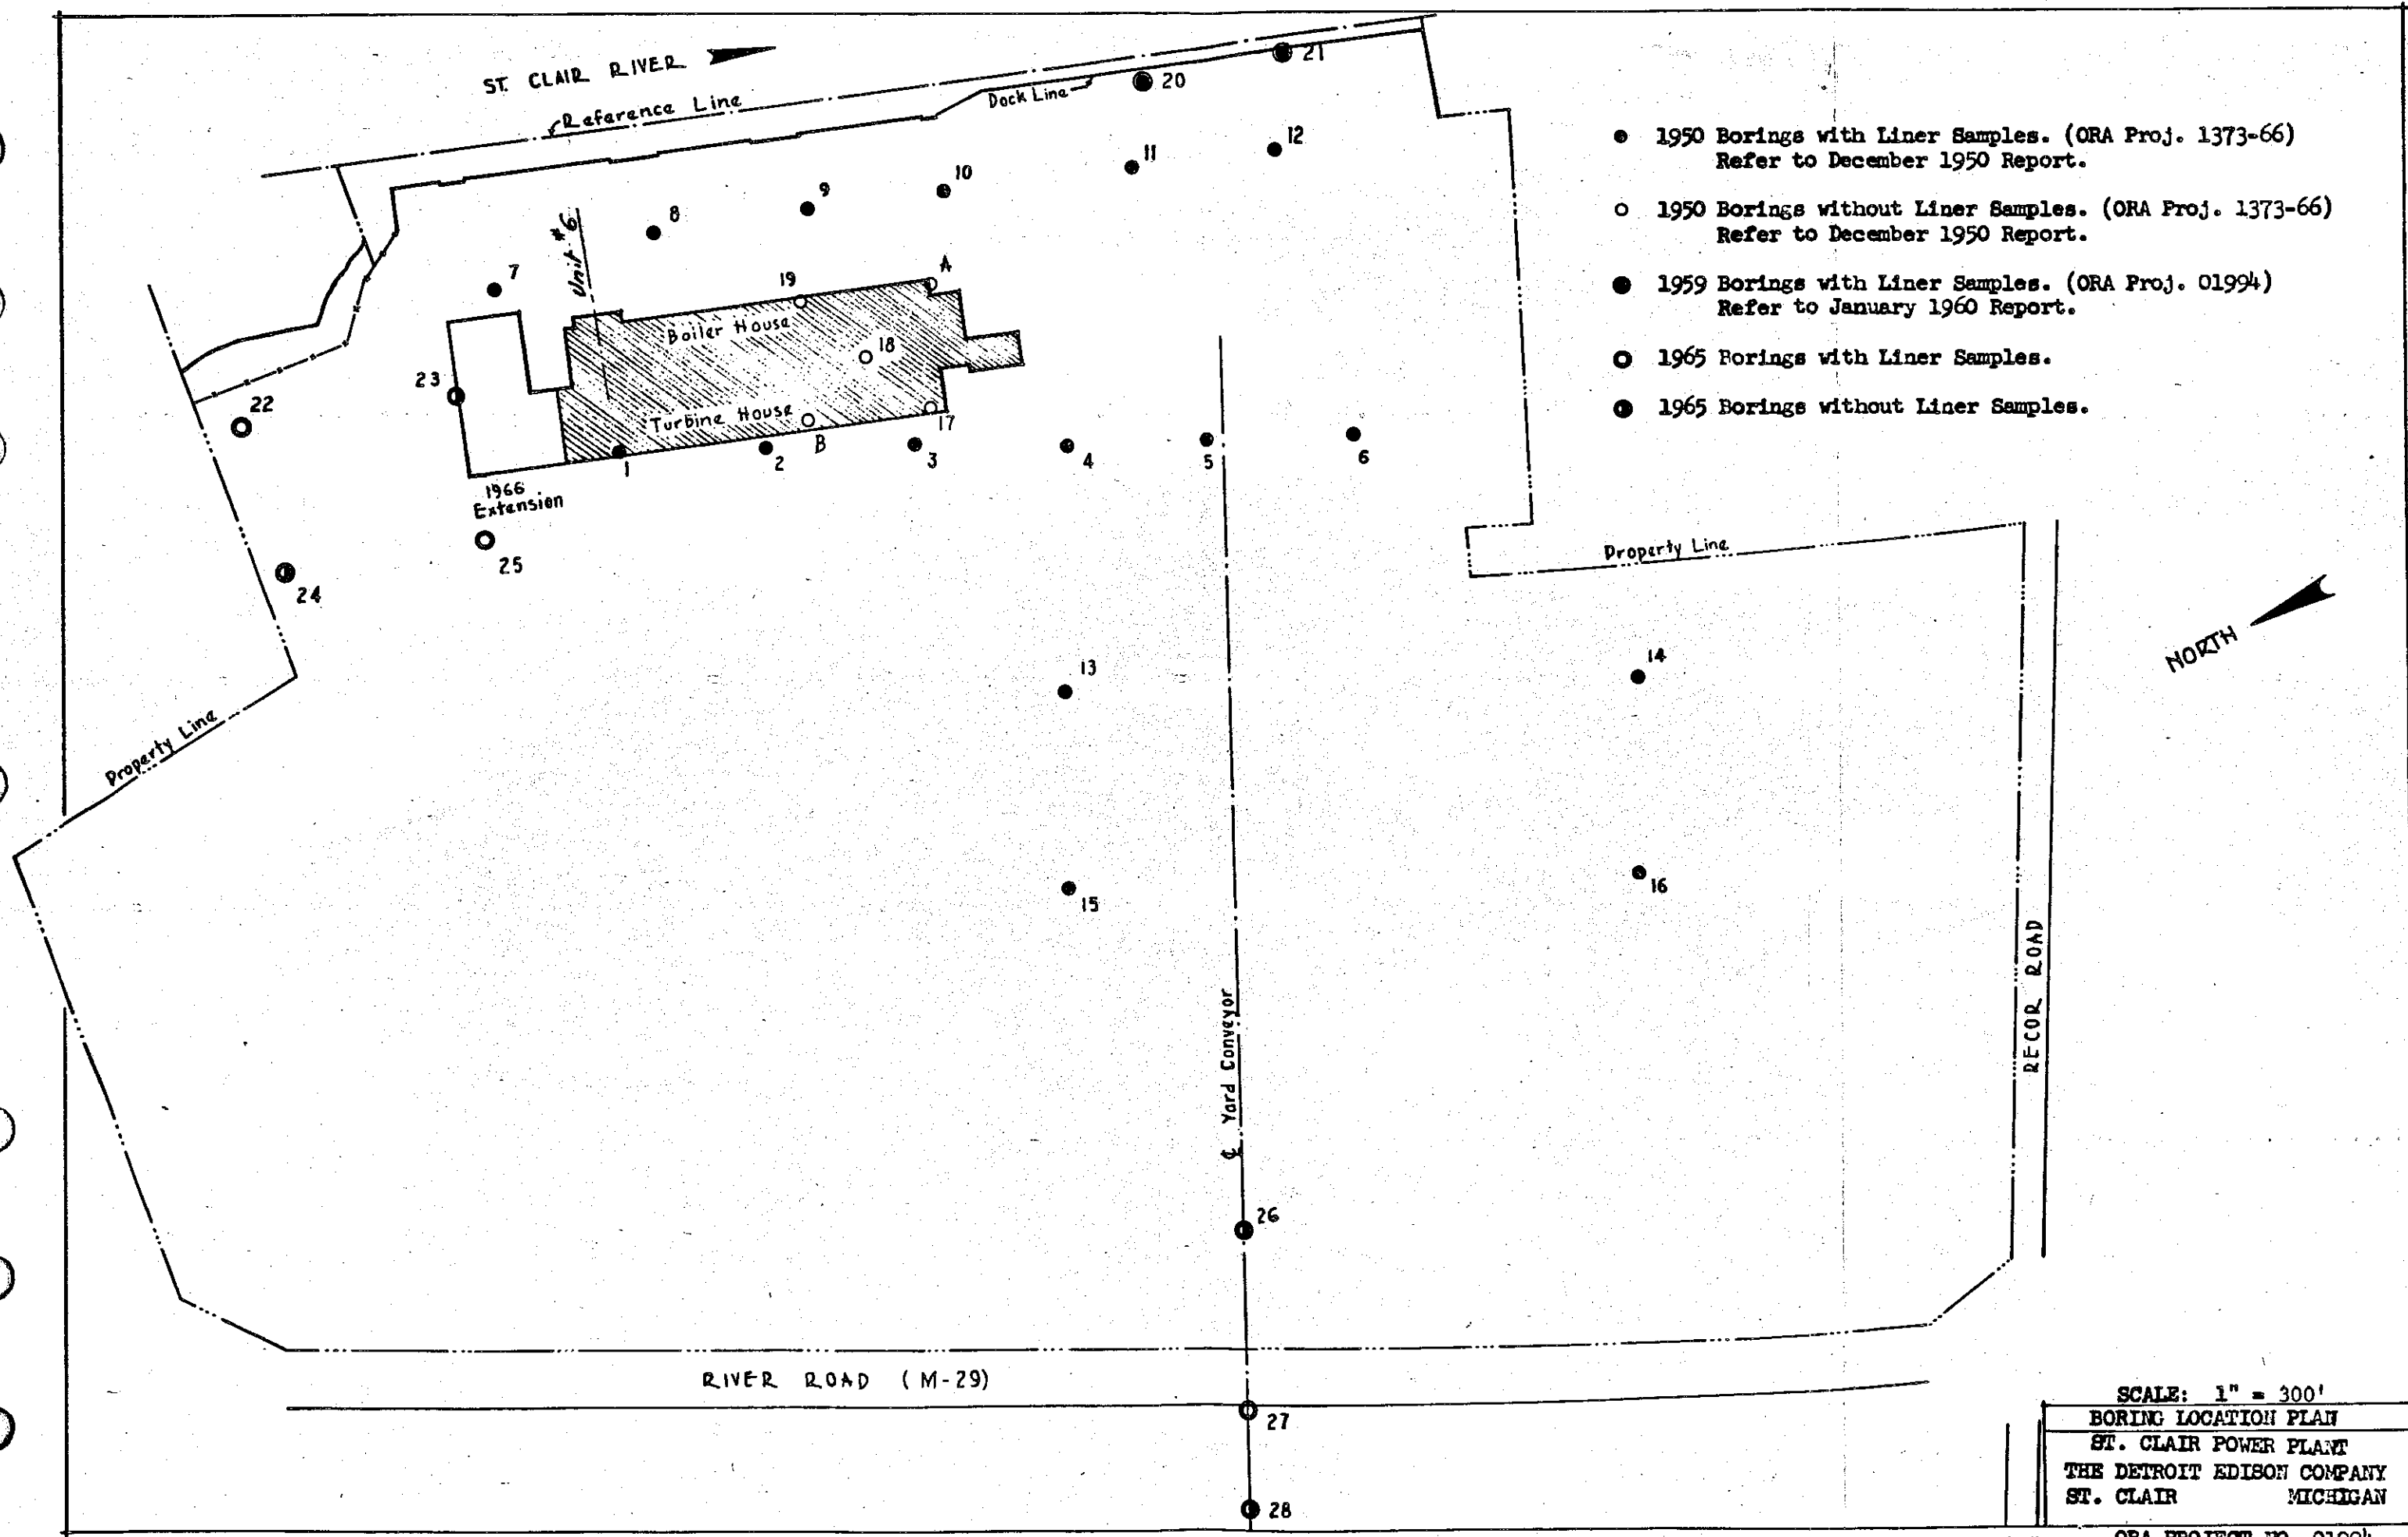 ST. CLAIR RIVER
Reference Line
Dock Line
21
20
12
11
10
9
8
7
Unit #6
19
A
Boiler House
18
Turbine House
B
17
23
22
1
2
3
4
5
6
1966
Extension
25
24
1950 Borings with Liner Samples. (ORA Proj. 1373-66)
Refer to December 1950 Report.
1950 Borings without Liner Samples. (ORA Proj. 1373-66)
Refer to December 1950 Report.
1959 Borings with Liner Samples. (ORA Proj. 01994)
Refer to January 1960 Report.
1965 Borings with Liner Samples.
1965 Borings without Liner Samples.
Property Line
NORTH
13
14
Property Line
15
16
RECOR ROAD
℄ Yard Conveyor
26
RIVER ROAD (M-29)
27
28
SCALE: 1" = 300'
BORING LOCATION PLAN
ST. CLAIR POWER PLANT
THE DETROIT EDISON COMPANY
ST. CLAIR MICHIGAN
ORA PROJECT NO. 01994